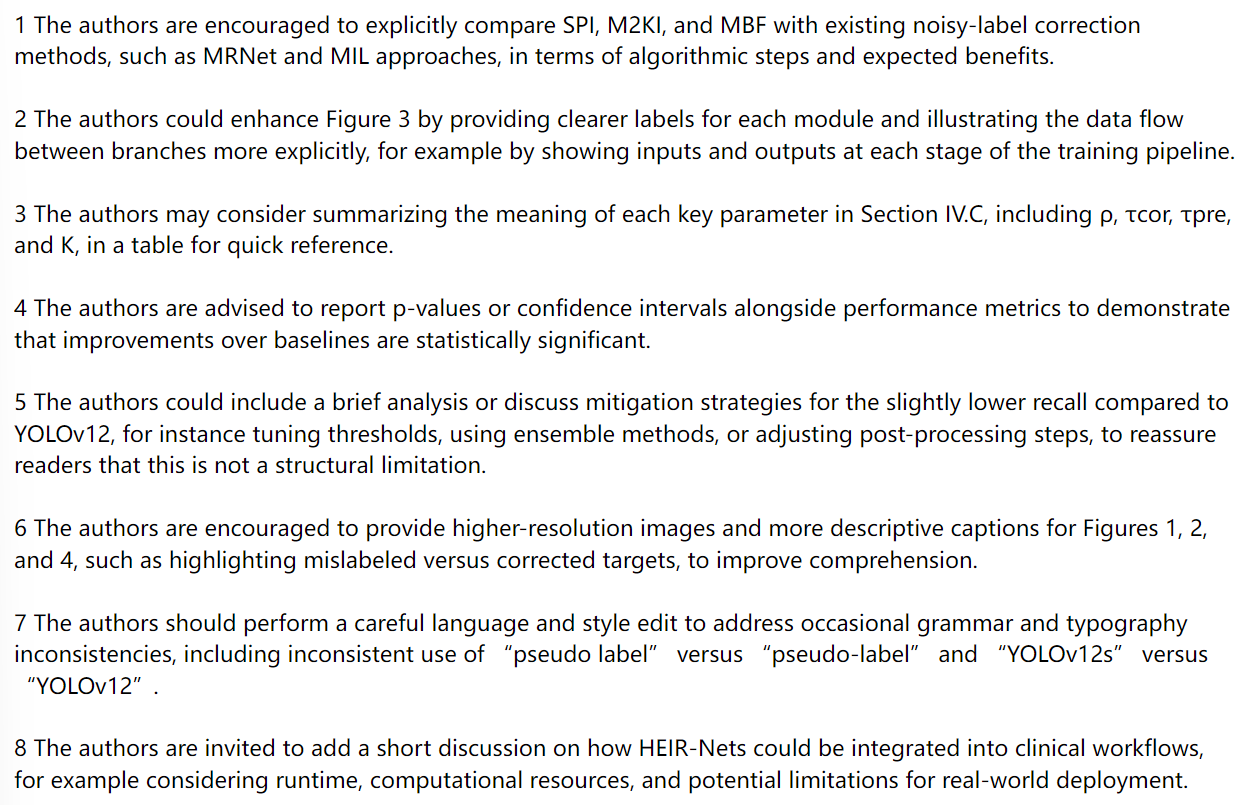 1 The authors are encouraged to explicitly compare SPI, M2KI, and MBF with existing noisy-label correction
methods, such as MRNet and MIL approaches, in terms of algorithmic steps and expected benefits.
2 The authors could enhance Figure 3 by providing clearer labels for each module and illustrating the data flow
between branches more explicitly, for example by showing inputs and outputs at each stage of the training pipeline.
3 The authors may consider summarizing the meaning of each key parameter in Section IV.C, including ρ, τcor, τpre,
and K, in a table for quick reference.
4 The authors are advised to report p-values or confidence intervals alongside performance metrics to demonstrate
that improvements over baselines are statistically significant.
5 The authors could include a brief analysis or discuss mitigation strategies for the slightly lower recall compared to
YOLOv12, for instance tuning thresholds, using ensemble methods, or adjusting post-processing steps, to reassure
readers that this is not a structural limitation.
6 The authors are encouraged to provide higher-resolution images and more descriptive captions for Figures 1, 2,
and 4, such as highlighting mislabeled versus corrected targets, to improve comprehension.
7 The authors should perform a careful language and style edit to address occasional grammar and typography
inconsistencies, including inconsistent use of “pseudo label” versus “pseudo-label” and “YOLOv12s” versus
“YOLOv12” .
8 The authors are invited to add a short discussion on how HEIR-Nets could be integrated into clinical workflows,
for example considering runtime, computational resources, and potential limitations for real-world deployment.